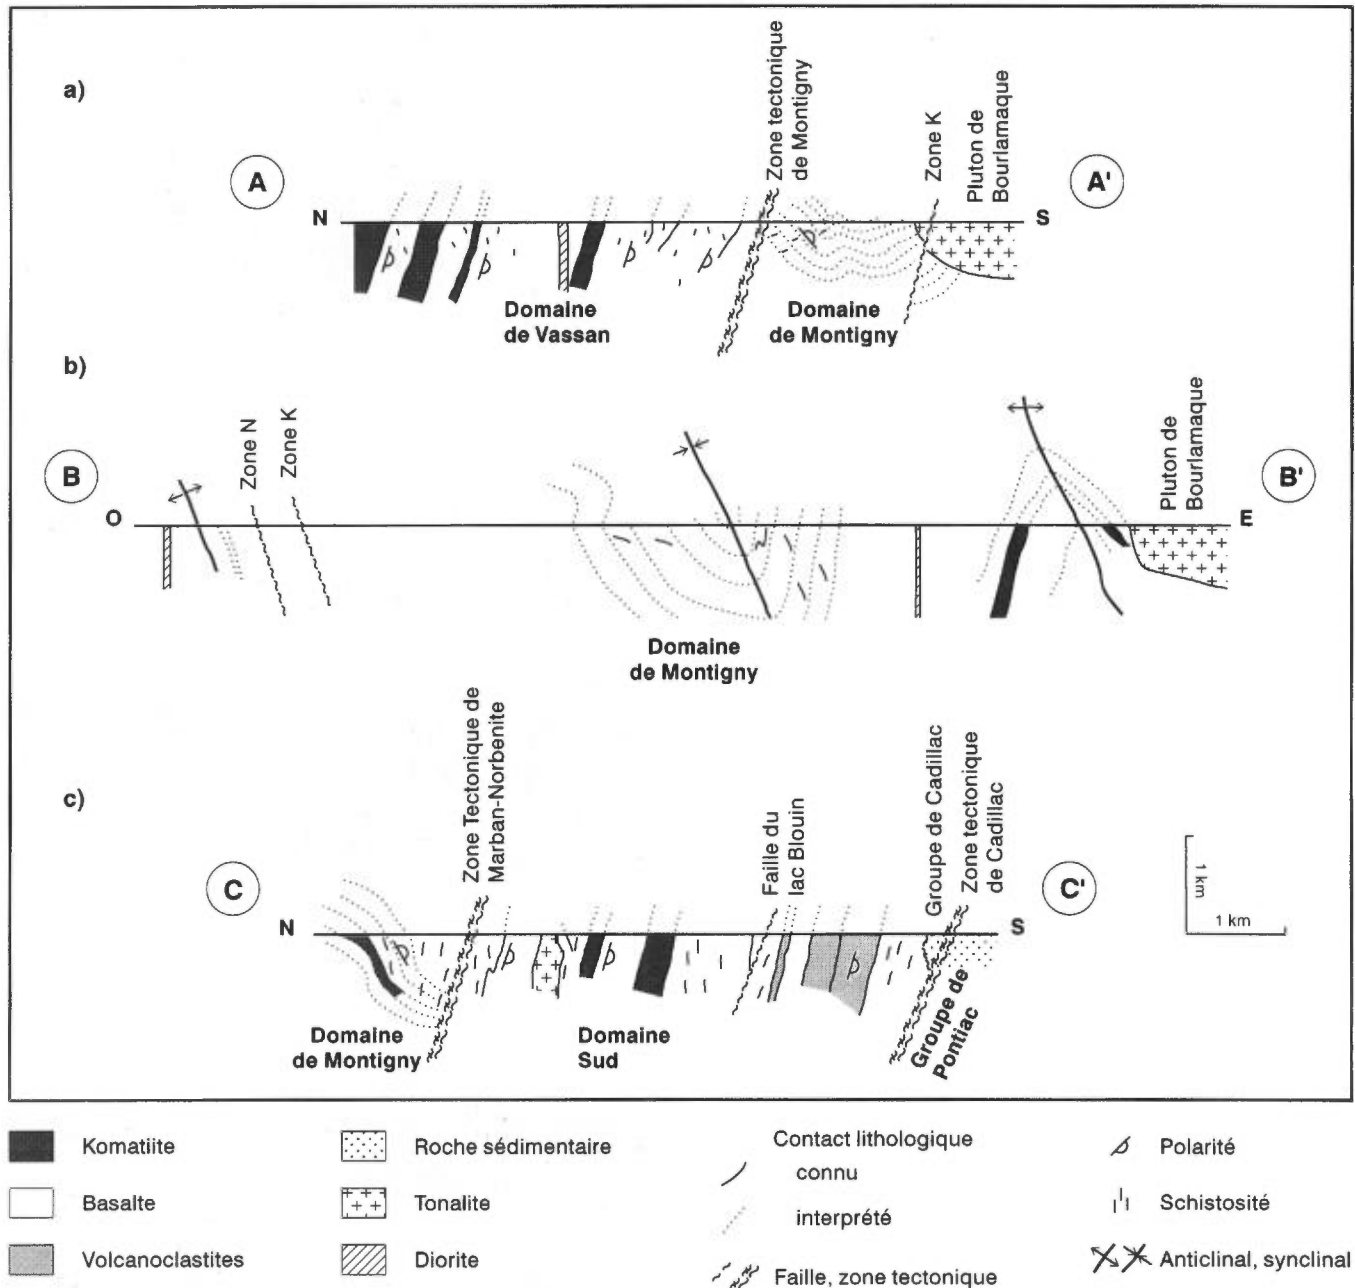 a)
A
Zone tectonique
de Montigny
Zone K
Pluton de
Bourlamaque
A'
N
S
Domaine
de Vassan
Domaine
de Montigny
b)
B
Zone N
Zone K
Pluton de
Bourlamaque
B'
O
E
Domaine
de Montigny
c)
C
Zone Tectonique de
Marban-Norbenite
Faille du
lac Blouin
Groupe de Cadillac
Zone tectonique
de Cadillac
C'
1 km
1 km
N
S
Domaine
de Montigny
Domaine
Sud
Groupe de
Pontiac
Komatiite
Basalte
Volcanoclastites
Roche sédimentaire
Tonalite
Diorite
Contact lithologique
connu
interprété
Faille, zone tectonique
Polarité
Schistosité
Anticlinal, synclinal